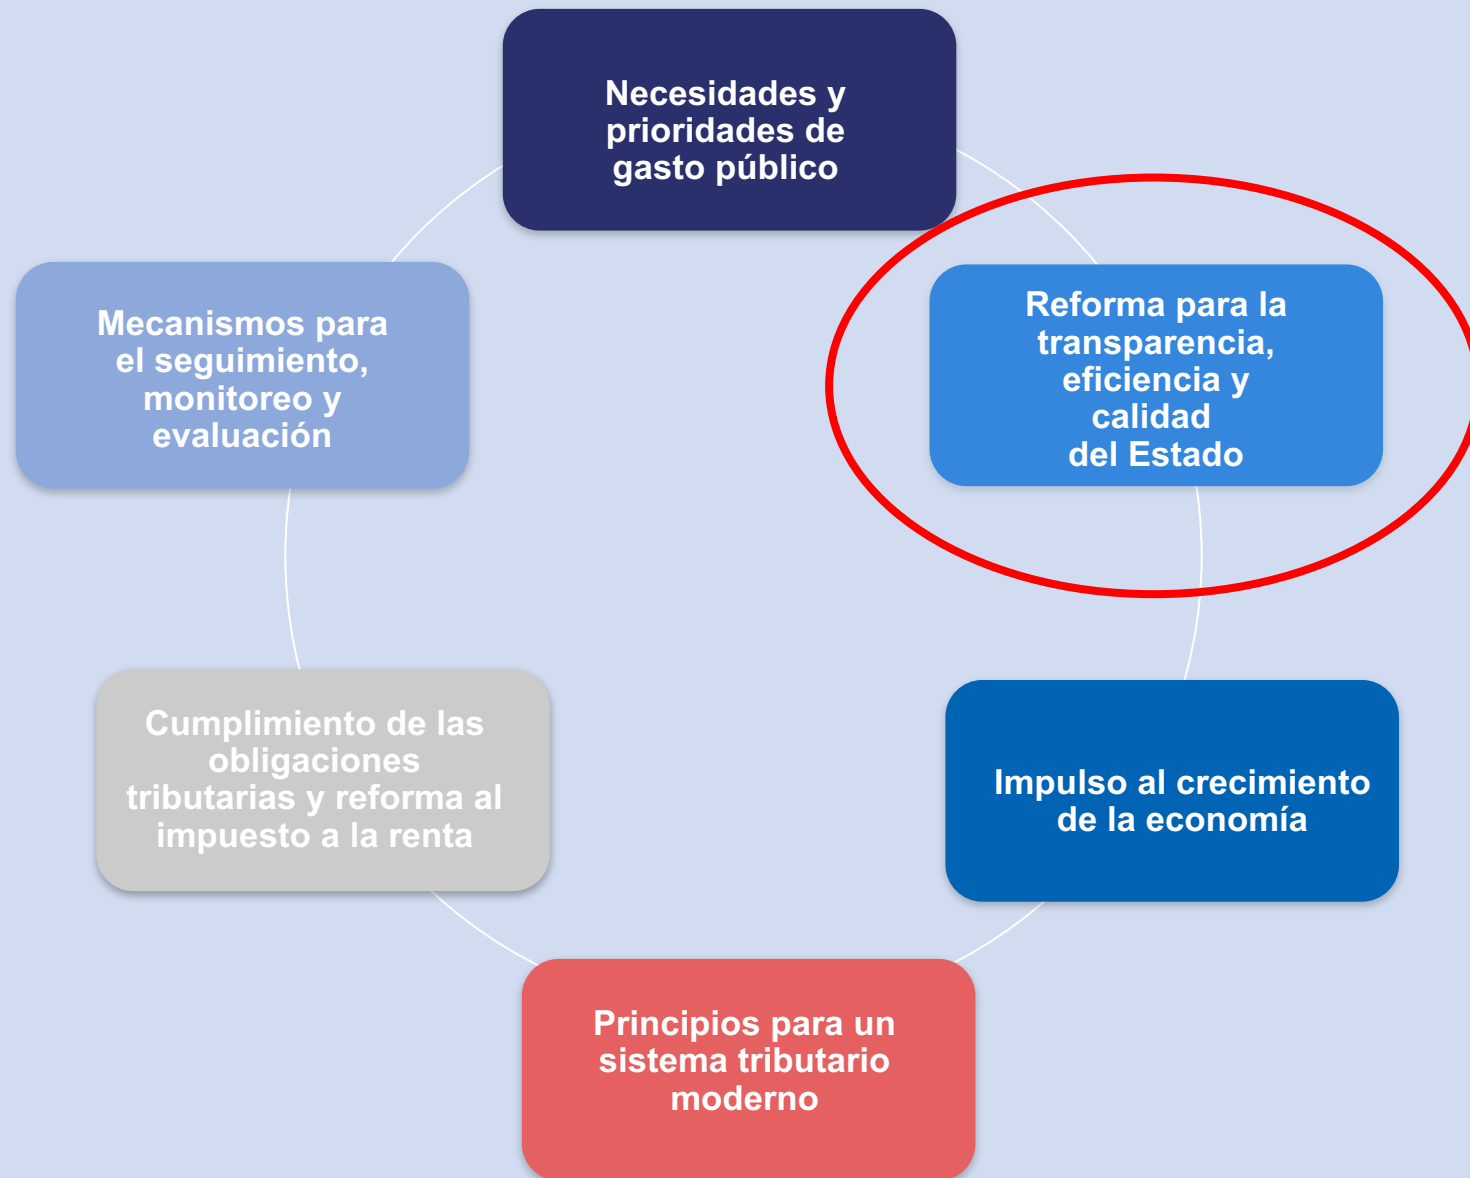 Necesidades y
prioridades de
gasto público
Reforma para la
transparencia,
eficiencia y
calidad
del Estado
Impulso al crecimiento
de la economía
Principios para un
sistema tributario
moderno
Cumplimiento de las
obligaciones
tributarias y reforma al
impuesto a la renta
Mecanismos para
el seguimiento,
monitoreo y
evaluación